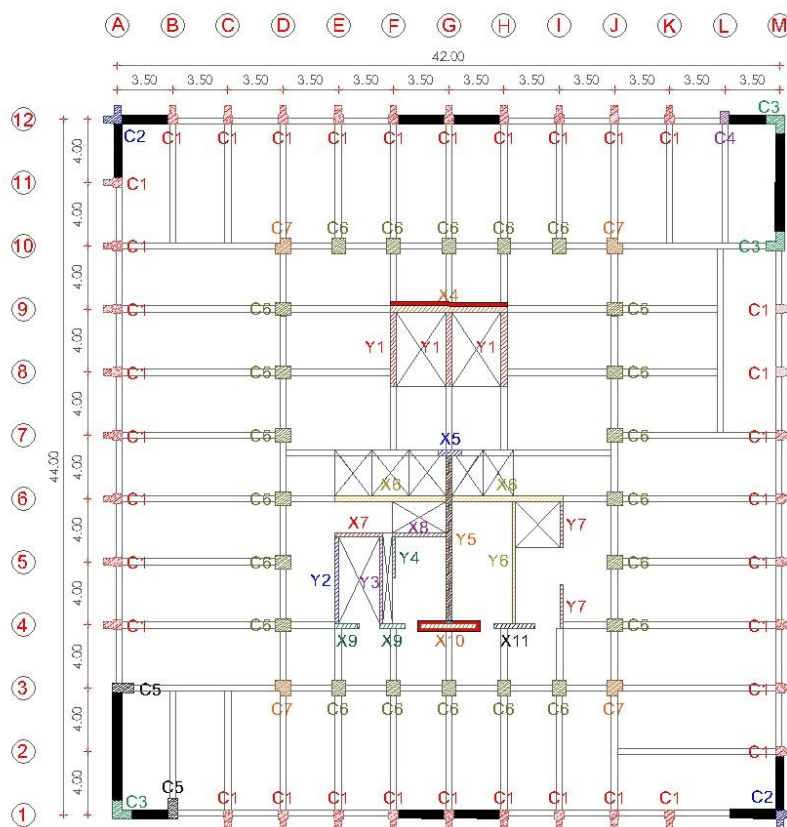 A B C D E F G H I J K L M
42.00
3.50 3.50 3.50 3.50 3.50 3.50 3.50 3.50 3.50 3.50 3.50 3.50
12
C3
C2 C1 C1 C1 C1 C1 C1 C1 C1 C1 C1 C4
4.00
11 C1
4.00
C7 C6 C6 C6 C6 C6 C7
10 C1 C3
4.00
X4
9 C1 C6 C6 C1
4.00
Y1 Y1 Y1
8 C1 C6 C6 C1
4.00
7 C1 C6 C6 C1
X5
44.00
4.00
X6 X6
6 C1 C6 C6 C1
4.00
X7 X8 Y7
5 C1 C6 Y4 Y5 Y6 C6 C1
Y2 Y3
4.00
Y7
4 C1 C6 C6 C1
X9 X9 X10 X11
4.00
3 C5 C1
C7 C6 C6 C6 C6 C6 C7
4.00
2 C1
4.00
C5
C3 C1 C1 C1 C1 C1 C1 C1 C1 C1 C2
1